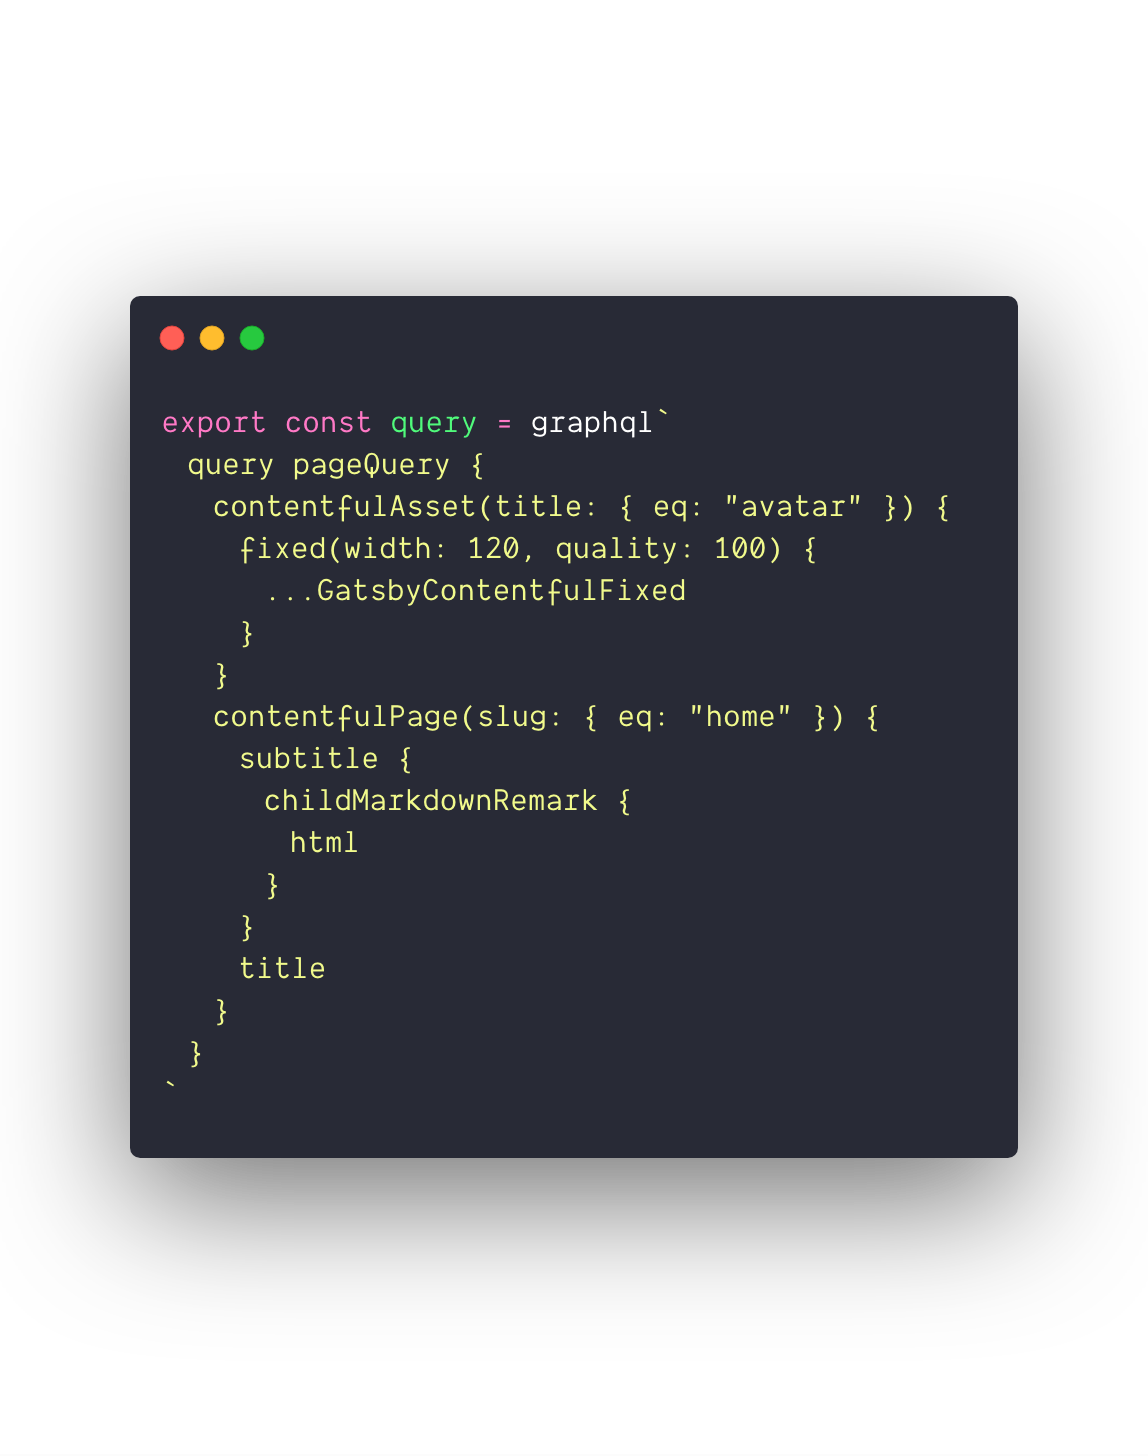 export const query = graphql`
  query pageQuery {
    contentfulAsset(title: { eq: "avatar" }) {
      fixed(width: 120, quality: 100) {
        ...GatsbyContentfulFixed
      }
    }
    contentfulPage(slug: { eq: "home" }) {
      subtitle {
        childMarkdownRemark {
          html
        }
      }
      title
    }
  }
`